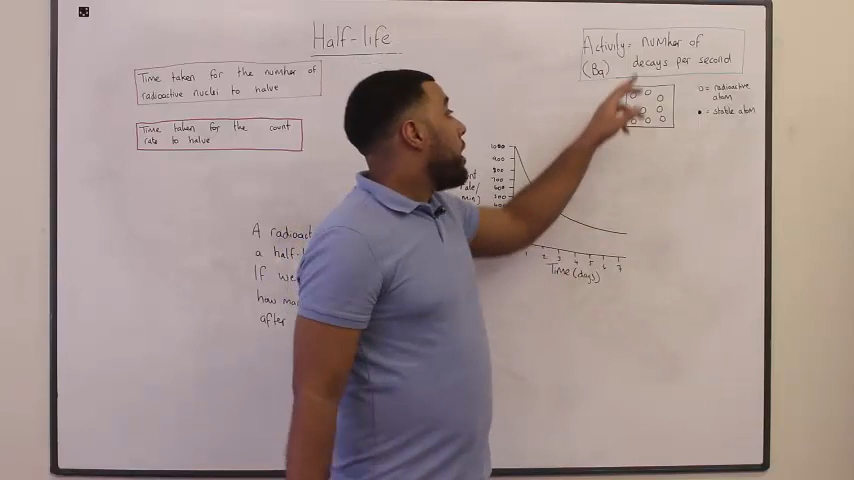 Half-life
Time taken for the number of
radioactive nuclei to halve
Time taken for the count
rate to halve
Activity = number of
(Bq) decays per second
o = radioactive
atom
• = stable atom
1000
900
800
700
600
500
400
1 2 3 4 5 6 7
Time (days)
A
a half-
If we
how
after